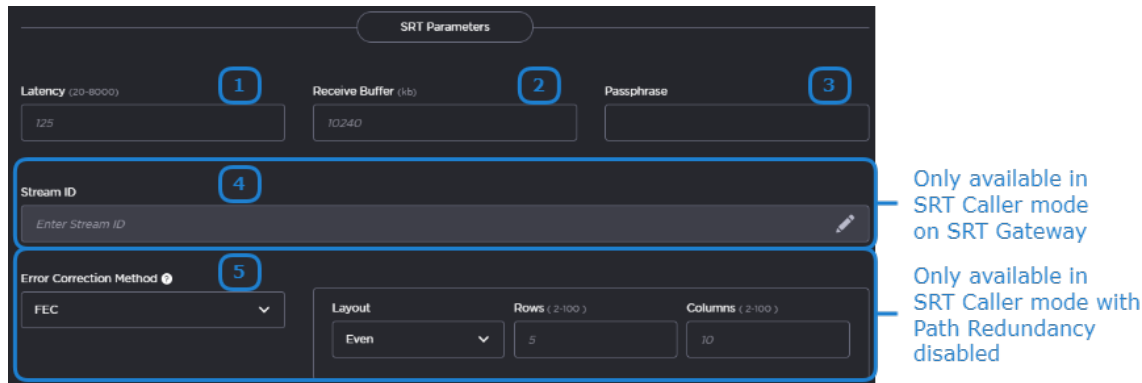 SRT Parameters
Latency (20-8000) 1 Receive Buffer (kb) 2 Passphrase 3
125 10240
Stream ID 4
Enter Stream ID
Only available in
SRT Caller mode
on SRT Gateway
Error Correction Method ? 5
FEC
Layout Rows ( 2-100 ) Columns ( 2-100 )
Even 5 10
Only available in
SRT Caller mode with
Path Redundancy
disabled